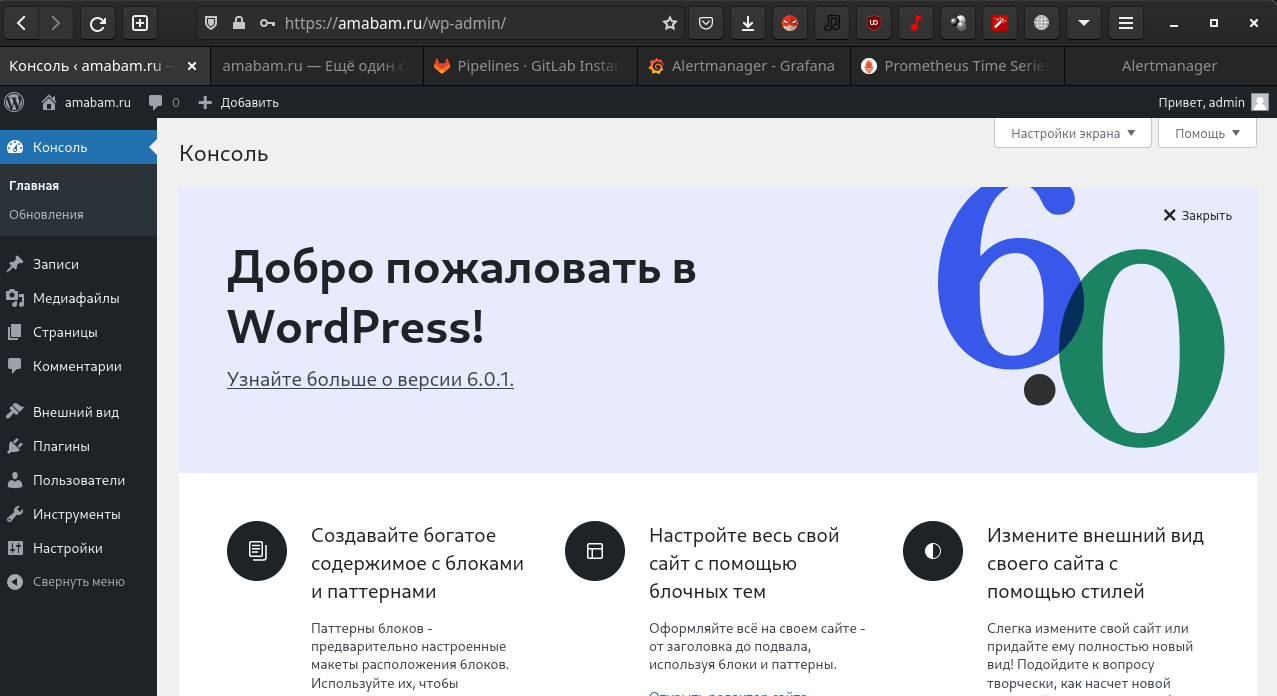 https://amabam.ru/wp-admin/
Консоль ‹ amabam.ru —
amabam.ru — Ещё один с
Pipelines · GitLab Instan
Alertmanager - Grafana
Prometheus Time Series
Alertmanager
amabam.ru
0
Добавить
Привет, admin
Консоль
Главная
Обновления
Записи
Медиафайлы
Страницы
Комментарии
Внешний вид
Плагины
Пользователи
Инструменты
Настройки
Свернуть меню
Настройки экрана
Помощь
Консоль
Закрыть
Добро пожаловать в
WordPress!
Узнайте больше о версии 6.0.1.
6.0
Создавайте богатое
содержимое с блоками
и паттернами
Паттерны блоков -
предварительно настроенные
макеты расположения блоков.
Используйте их, чтобы
Настройте весь свой
сайт с помощью
блочных тем
Оформляйте всё на своем сайте -
от заголовка до подвала,
используя блоки и паттерны.
Измените внешний вид
своего сайта с
помощью стилей
Слегка измените свой сайт или
придайте ему полностью новый
вид! Подойдите к вопросу
творчески, как насчет новой